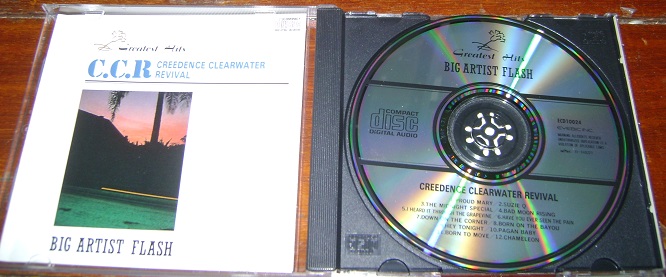 Greatest Hits
C.C.R CREEDENCE CLEARWATER
REVIVAL
BIG ARTIST FLASH
Greatest Hits
BIG ARTIST FLASH
COMPACT
disc
DIGITAL AUDIO
ECD10024
CREEDENCE CLEARWATER REVIVAL
PROUD MARY 2.SUZIE Q
3.THE MIDNIGHT SPECIAL 4.BAD MOON RISING
5.I HEARD IT THROUGH THE GRAPEVINE 6.HAVE YOU EVER SEEN THE RAIN
7.DOWN ON THE CORNER 8.BORN ON THE BAYOU
HEY TONIGHT 10.PAGAN BABY
BORN TO MOVE 12.CHAMELEON